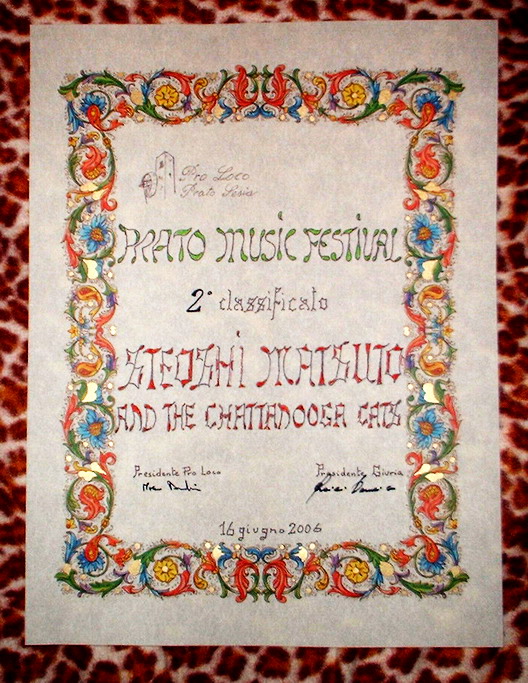 Pro Loco
Prato Sesia
PRATO MUSIC FESTIVAL
2° classificato
STEOSHI MATSUTO
AND THE CHATTANOOGA CATS
Presidente Pro Loco
Presidente Giuria
16 giugno 2006